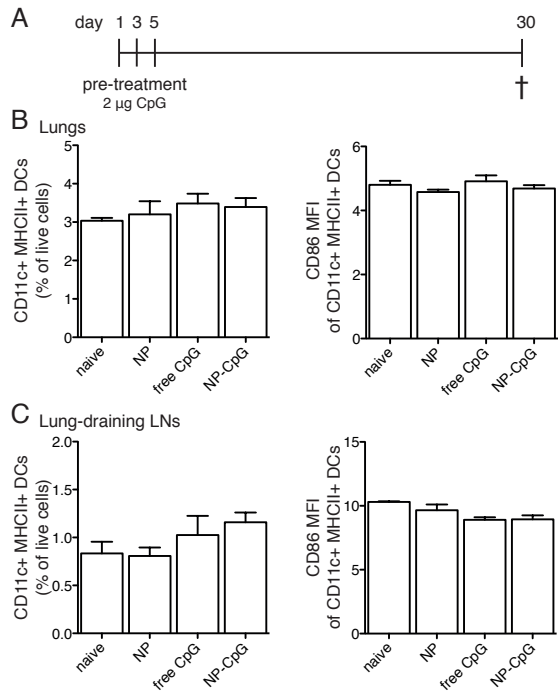 A
day 1 3 5 30
pre-treatment
2 µg CpG
†
B Lungs
CD11c+ MHCII+ DCs
(% of live cells)
5
4
3
2
1
0
naive
NP
free CpG
NP-CpG
CD86 MFI
of CD11c+ MHCII+ DCs
6
4
2
0
naive
NP
free CpG
NP-CpG
C Lung-draining LNs
CD11c+ MHCII+ DCs
(% of live cells)
2.0
1.5
1.0
0.5
0.0
naive
NP
free CpG
NP-CpG
CD86 MFI
of CD11c+ MHCII+ DCs
15
10
5
0
naive
NP
free CpG
NP-CpG